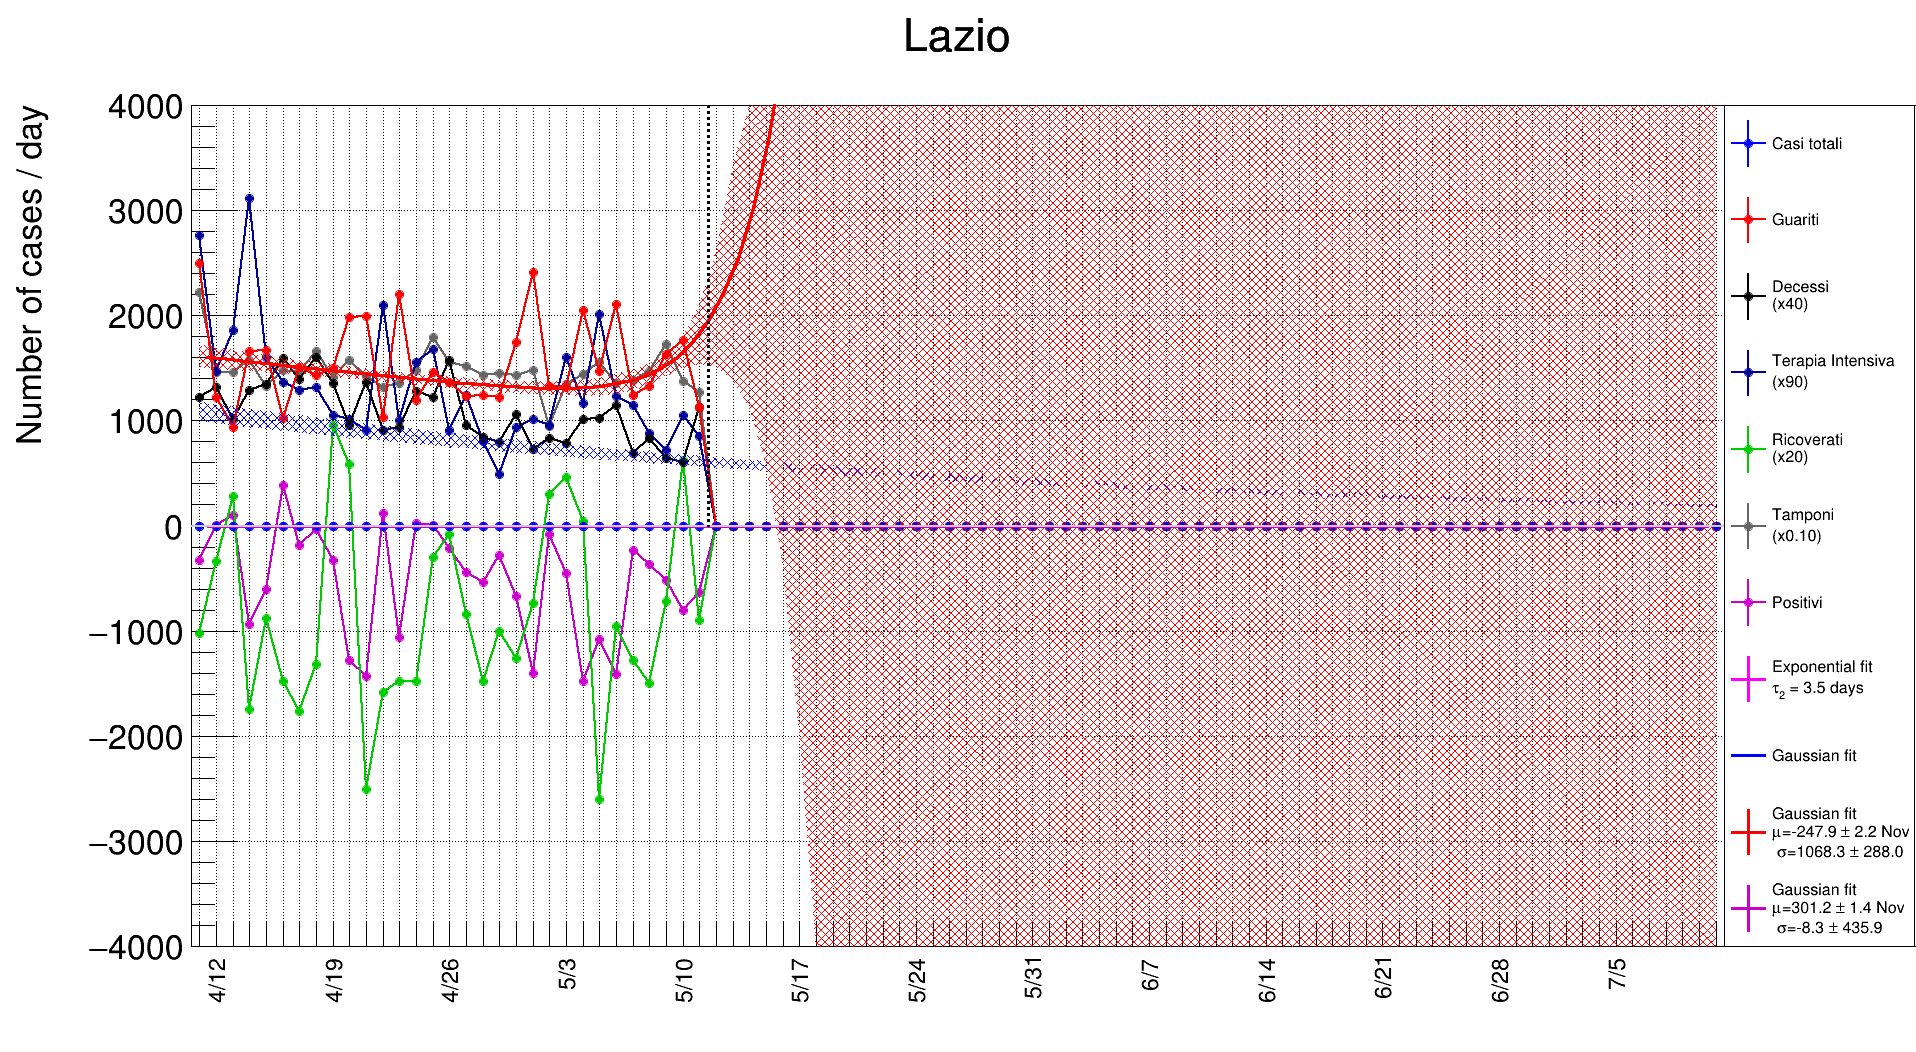 Lazio
Number of cases / day
4000
3000
2000
1000
0
−1000
−2000
−3000
−4000
4/12
4/19
4/26
5/3
5/10
5/17
5/24
5/31
6/7
6/14
6/21
6/28
7/5
Casi totali
Guariti
Decessi
(x40)
Terapia Intensiva
(x90)
Ricoverati
(x20)
Tamponi
(x0.10)
Positivi
Exponential fit
τ2 = 3.5 days
Gaussian fit
Gaussian fit
μ=-247.9 ± 2.2 Nov
σ=1068.3 ± 288.0
Gaussian fit
μ=301.2 ± 1.4 Nov
σ=-8.3 ± 435.9